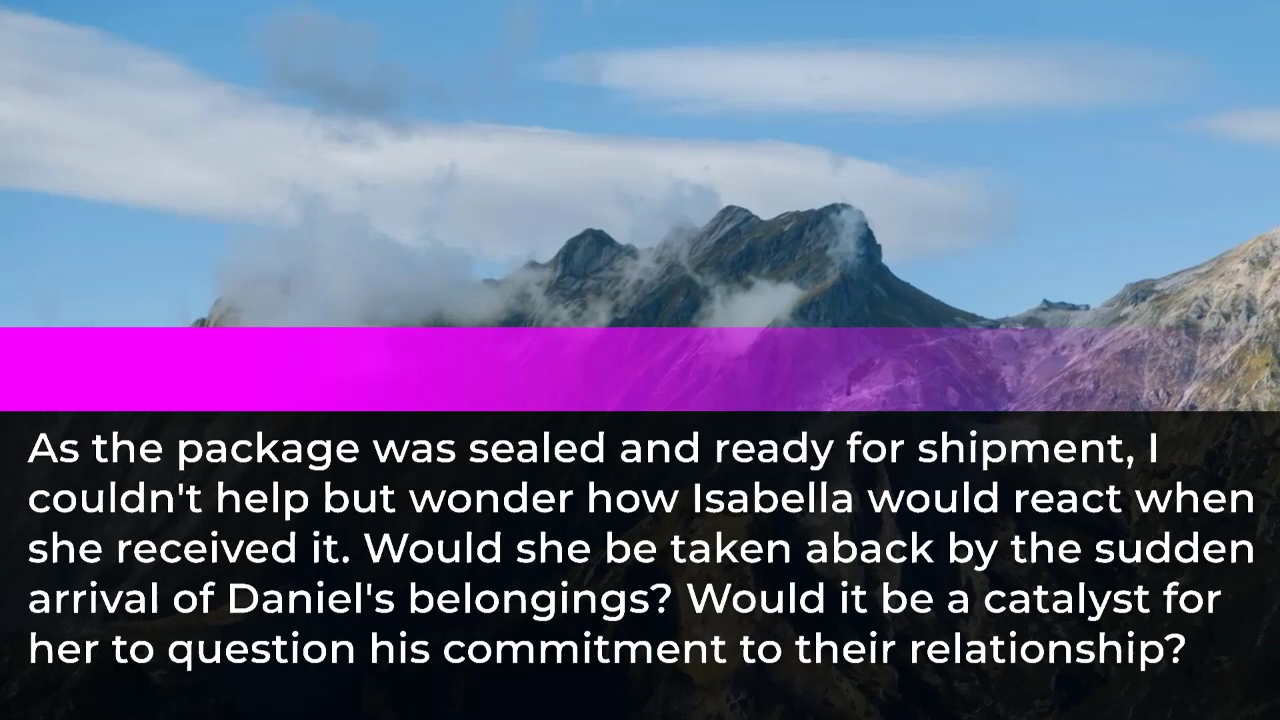 As the package was sealed and ready for shipment, I
couldn't help but wonder how Isabella would react when
she received it. Would she be taken aback by the sudden
arrival of Daniel's belongings? Would it be a catalyst for
her to question his commitment to their relationship?